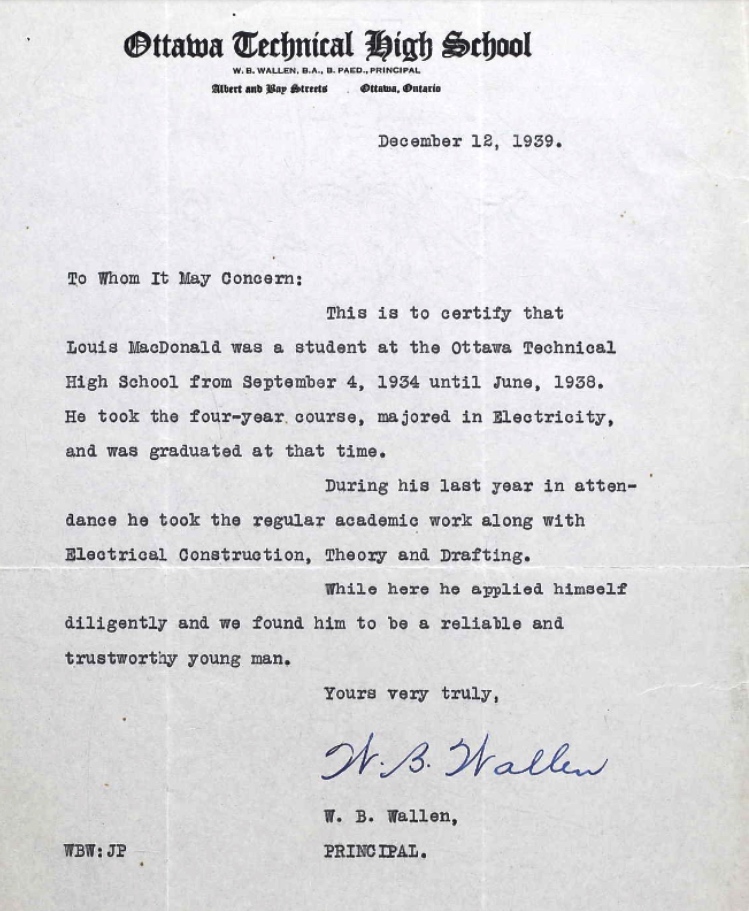 Ottawa Technical High School
W. B. WALLEN, B.A., B. PAED., PRINCIPAL
Albert and Bay Streets Ottawa, Ontario
December 12, 1939.
To Whom It May Concern:
This is to certify that
Louis MacDonald was a student at the Ottawa Technical
High School from September 4, 1934 until June, 1938.
He took the four-year course, majored in Electricity,
and was graduated at that time.
During his last year in atten-
dance he took the regular academic work along with
Electrical Construction, Theory and Drafting.
While here he applied himself
diligently and we found him to be a reliable and
trustworthy young man.
Yours very truly,
W. B. Wallen
W. B. Wallen,
WBW:JP PRINCIPAL.